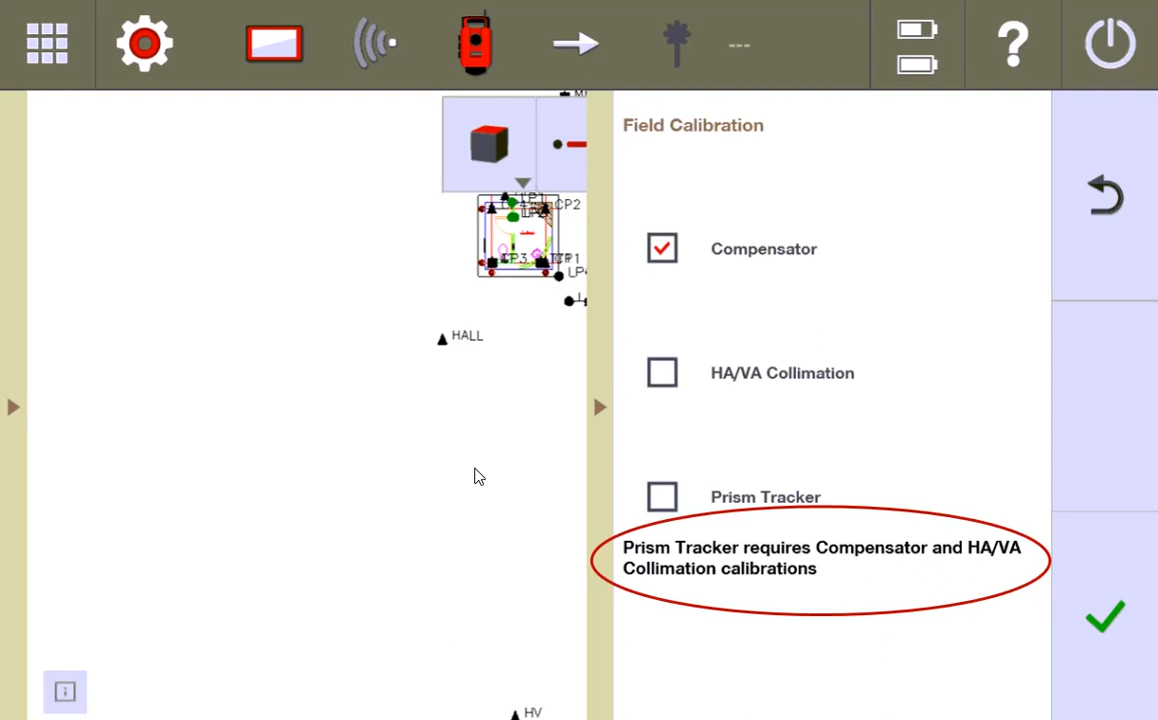 ---
Field Calibration
CP2
CP3
LP4
HALL
HV
Compensator
HA/VA Collimation
Prism Tracker
Prism Tracker requires Compensator and HA/VA
Collimation calibrations